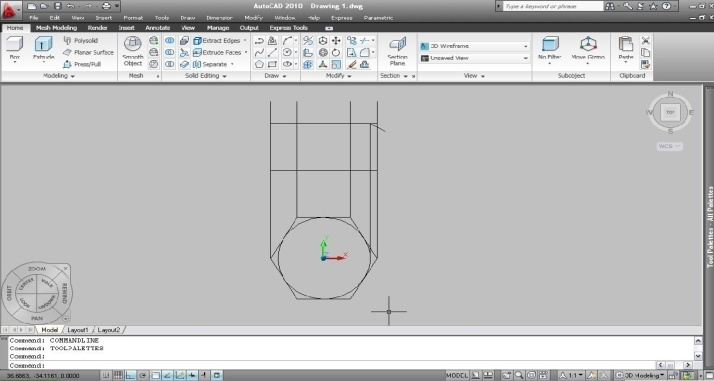 AutoCAD 2010 Drawing 1.dwg
Type a keyword or phrase
File Edit View Insert Format Tools Draw Dimension Modify Window Help Express Parametric
Home Mesh Modeling Render Insert Annotate View Manage Output Express Tools
Box
Extrude
Polysolid
Planar Surface
Press/Pull
Smooth Object
Extract Edges
Extrude Faces
Separate
Section Plane
3D Wireframe
Unsaved View
No Filter
Move Gizmo
Paste
Modeling
Mesh
Solid Editing
Draw
Modify
Section
View
Subobject
Clipboard
N
W
TOP
E
S
WCS
Y
X
ZOOM
ORBIT
REWIND
PAN
CENTER
WALK
LOOK
UP/DOWN
Tool Palettes - All Palettes
Model Layout1 Layout2
Command: COMMANDLINE
Command: TOOLPALETTES
Command:
Command:
36.6863, -34.1161, 0.0000
MODEL
1:1
3D Modeling